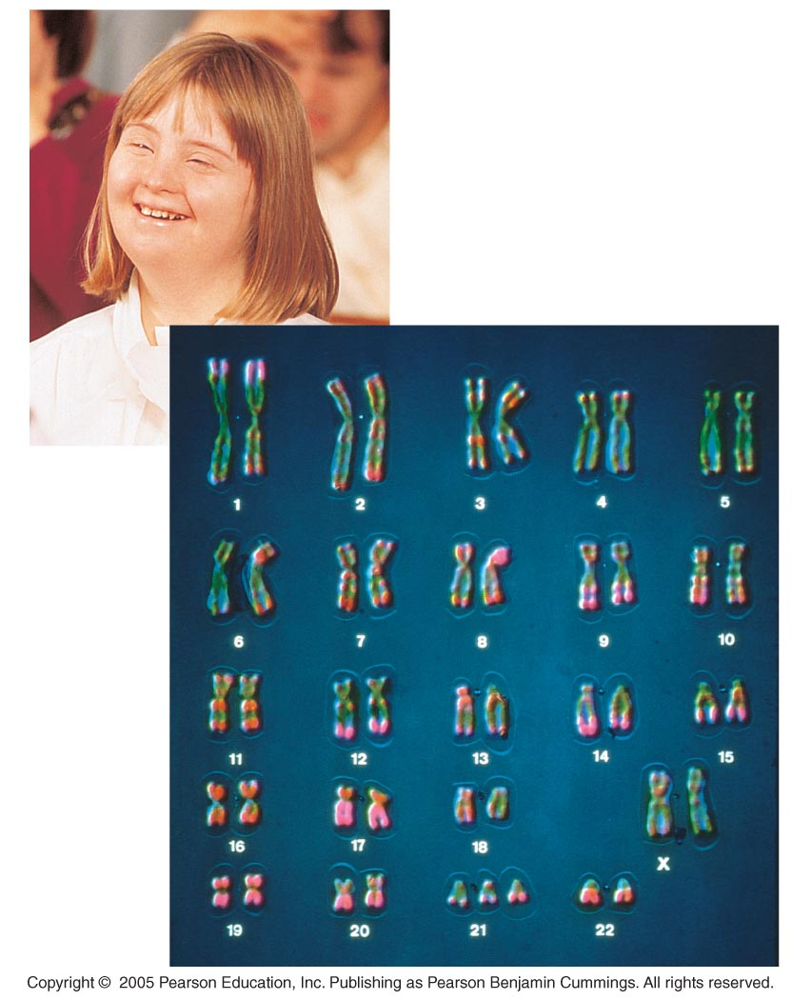 1 2 3 4 5
6 7 8 9 10
11 12 13 14 15
16 17 18 X
19 20 21 22
Copyright © 2005 Pearson Education, Inc. Publishing as Pearson Benjamin Cummings. All rights reserved.